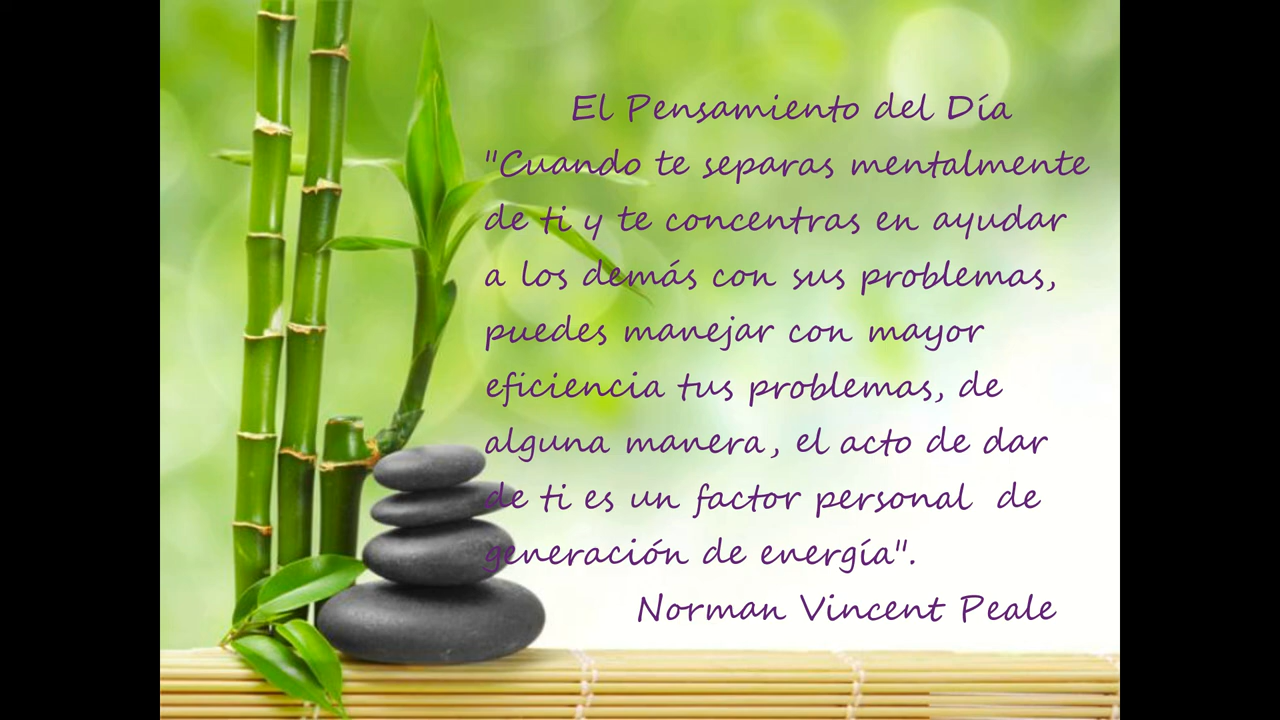 El Pensamiento del Día
"Cuando te separas mentalmente
de ti y te concentras en ayudar
a los demás con sus problemas,
puedes manejar con mayor
eficiencia tus problemas, de
alguna manera, el acto de dar
de ti es un factor personal  de
generación de energía".
Norman Vincent Peale